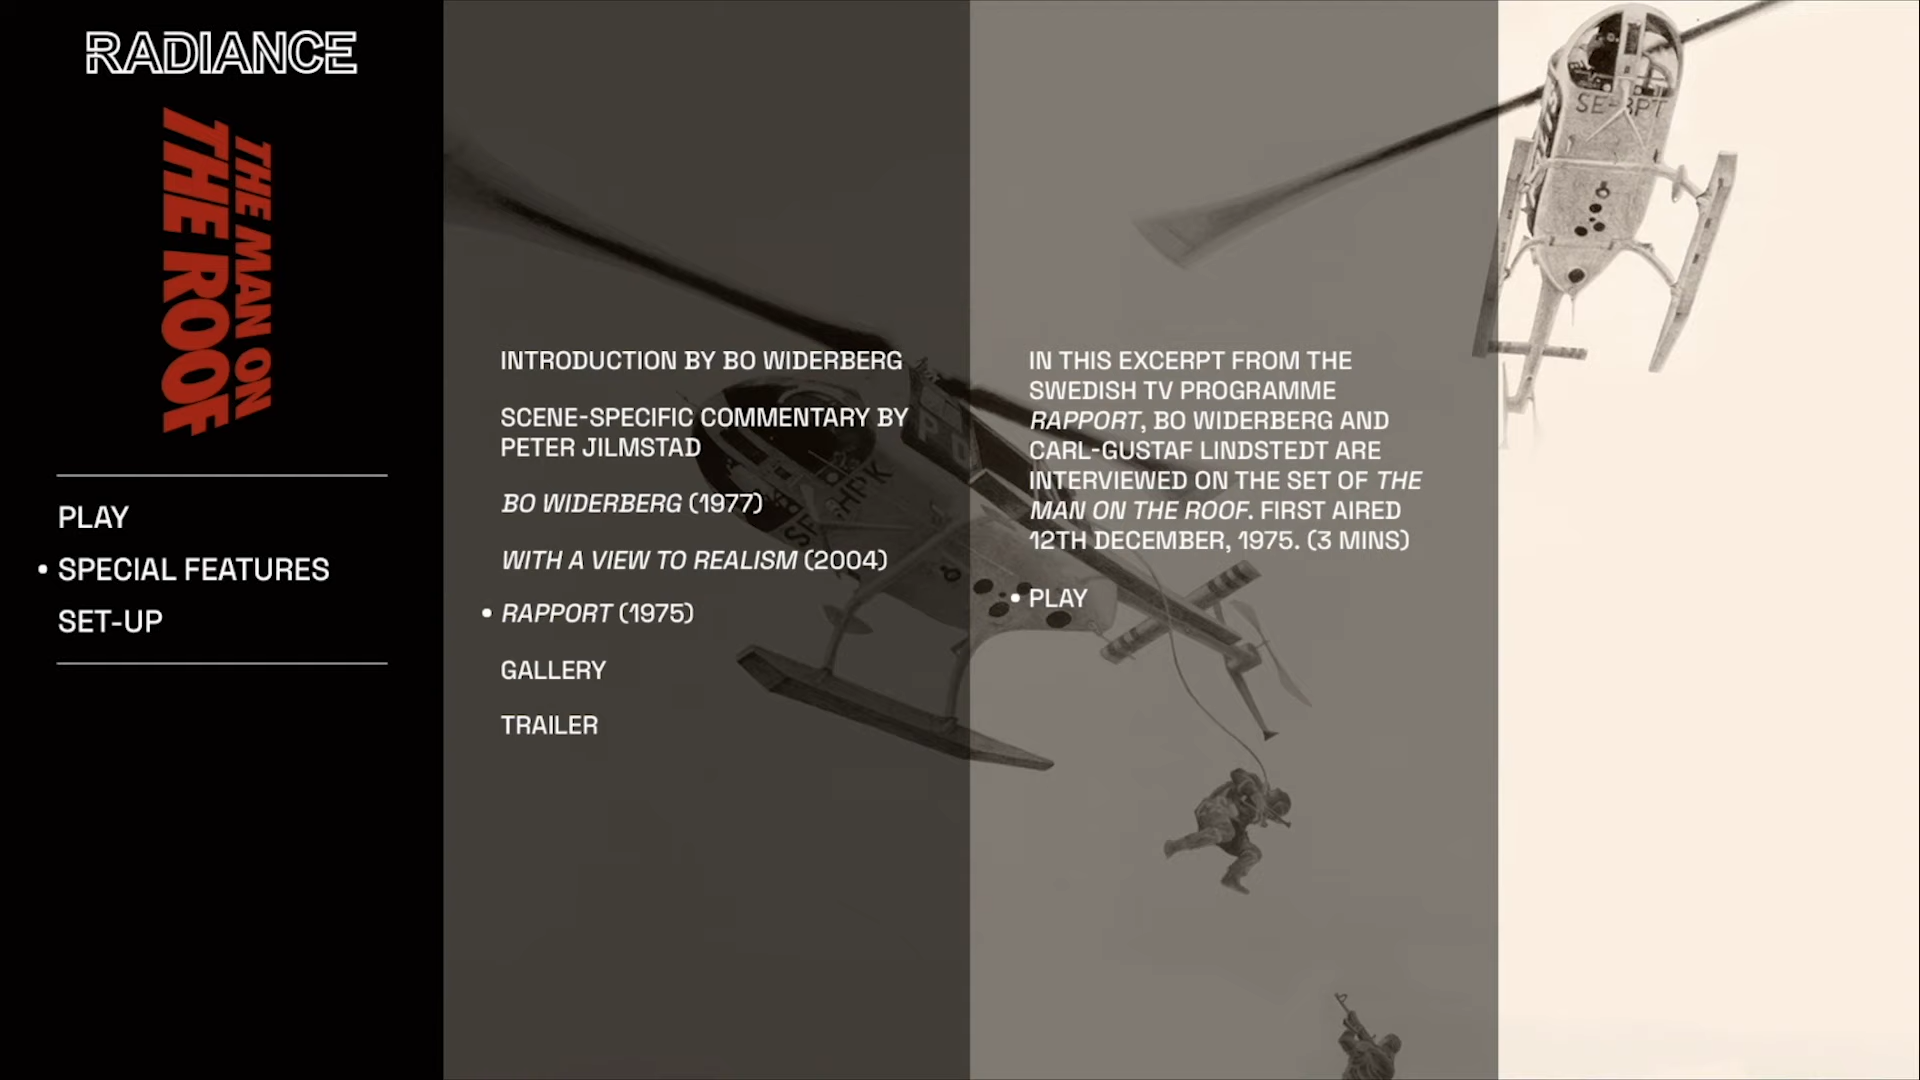 RADIANCE
THE MAN ON
THE ROOF
PLAY
• SPECIAL FEATURES
SET-UP
INTRODUCTION BY BO WIDERBERG
SCENE-SPECIFIC COMMENTARY BY
PETER JILMSTAD
BO WIDERBERG (1977)
WITH A VIEW TO REALISM (2004)
• RAPPORT (1975)
GALLERY
TRAILER
IN THIS EXCERPT FROM THE
SWEDISH TV PROGRAMME
RAPPORT, BO WIDERBERG AND
CARL-GUSTAF LINDSTEDT ARE
INTERVIEWED ON THE SET OF THE
MAN ON THE ROOF. FIRST AIRED
12TH DECEMBER, 1975. (3 MINS)
• PLAY